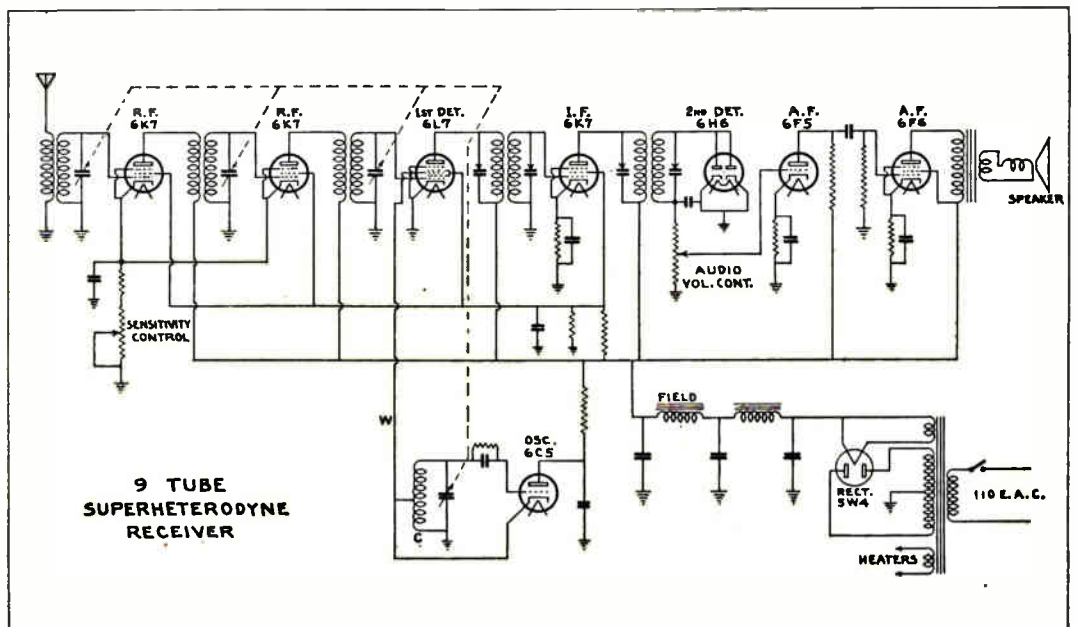 R.F.
6K7
R.F.
6K7
1ST DET.
6L7
I.F.
6K7
2ND DET.
6H6
A.F.
6F5
A.F.
6F6
SPEAKER
AUDIO
VOL. CONT.
SENSITIVITY
CONTROL
FIELD
W
OSC.
6C5
C
RECT.
5W4
110 E.A.C.
HEATERS
9 TUBE
SUPERHETERODYNE
RECEIVER